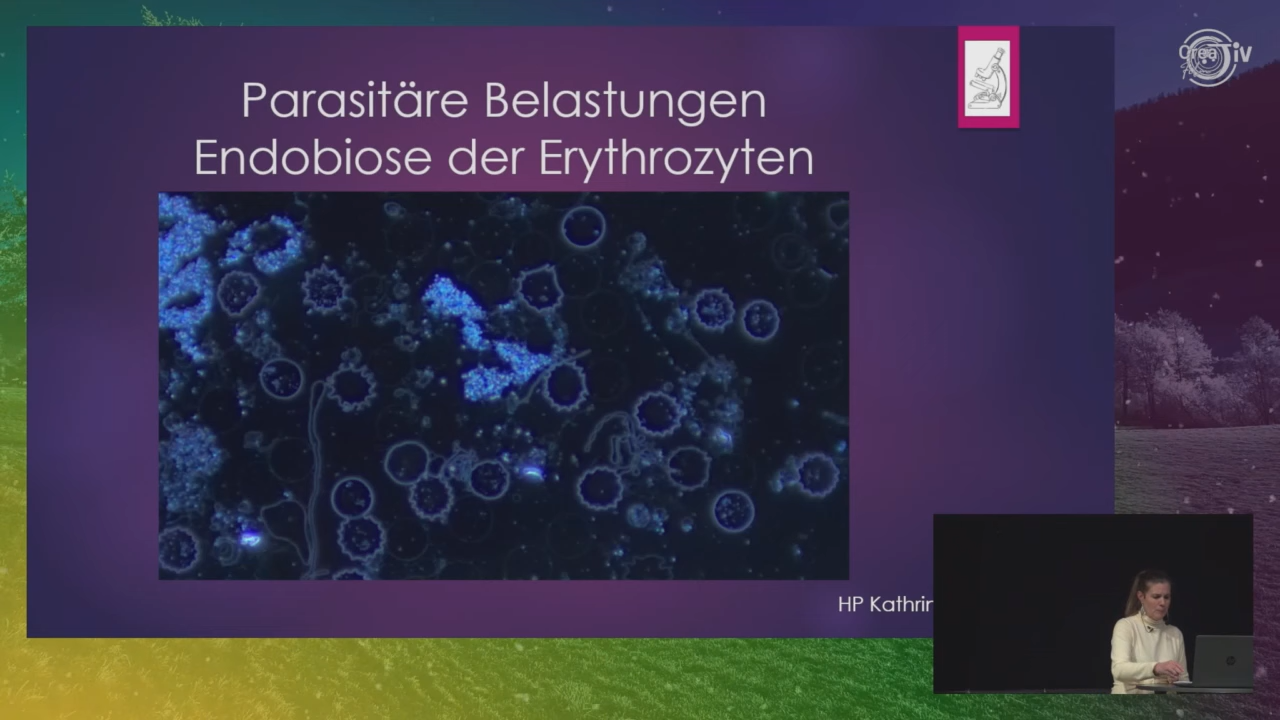 Parasitäre Belastungen
Endobiose der Erythrozyten
HP Kathrin